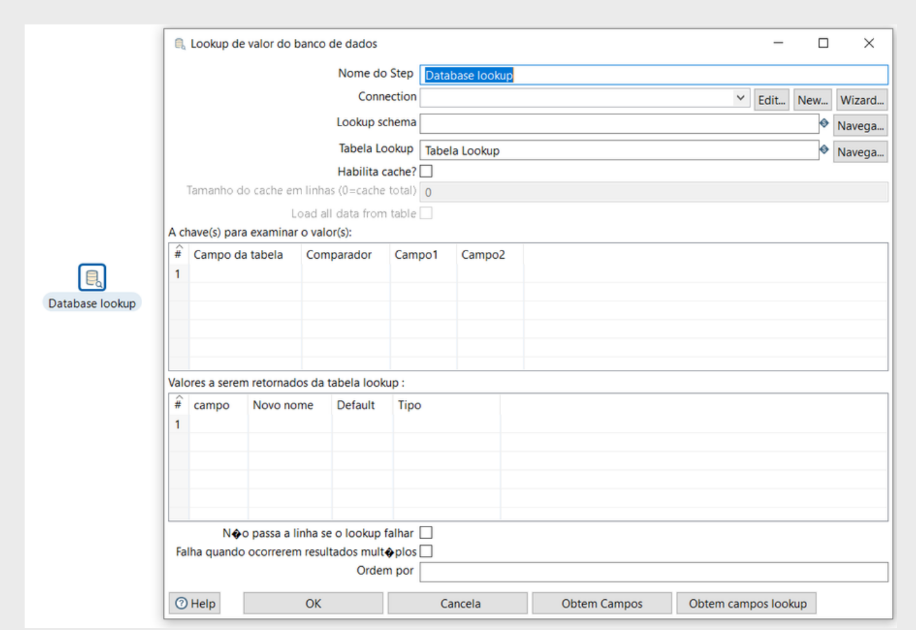 Lookup de valor do banco de dados
Nome do Step Database lookup
Connection Edit... New... Wizard...
Lookup schema Navega...
Tabela Lookup Tabela Lookup Navega...
Habilita cache?
Tamanho do cache em linhas (0=cache total) 0
Load all data from table
A chave(s) para examinar o valor(s):
# Campo da tabela Comparador Campo1 Campo2
1
Database lookup
Valores a serem retornados da tabela lookup :
# campo Novo nome Default Tipo
1
N�o passa a linha se o lookup falhar
Falha quando ocorrerem resultados mult�plos
Ordem por
Help OK Cancela Obtem Campos Obtem campos lookup